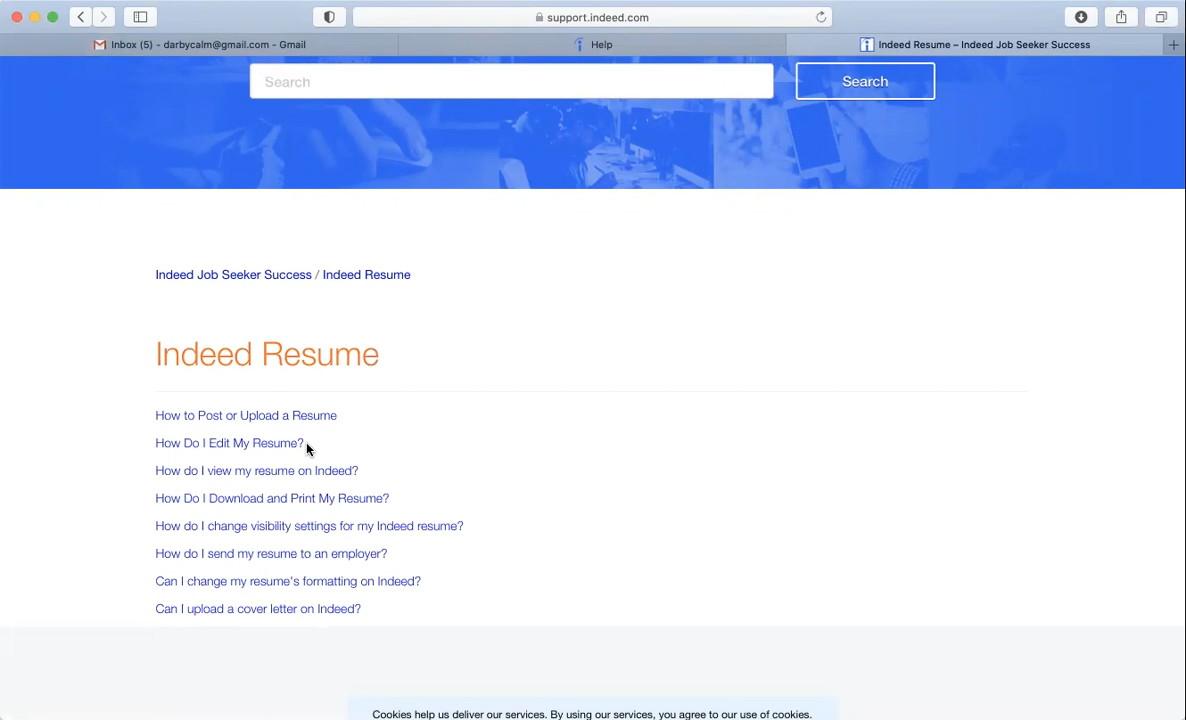 support.indeed.com
Inbox (5) - darbycalm@gmail.com - Gmail
Help
Indeed Resume – Indeed Job Seeker Success
Search
Search
Indeed Job Seeker Success / Indeed Resume
Indeed Resume
How to Post or Upload a Resume
How Do I Edit My Resume?
How do I view my resume on Indeed?
How Do I Download and Print My Resume?
How do I change visibility settings for my Indeed resume?
How do I send my resume to an employer?
Can I change my resume's formatting on Indeed?
Can I upload a cover letter on Indeed?
Cookies help us deliver our services. By using our services, you agree to our use of cookies.